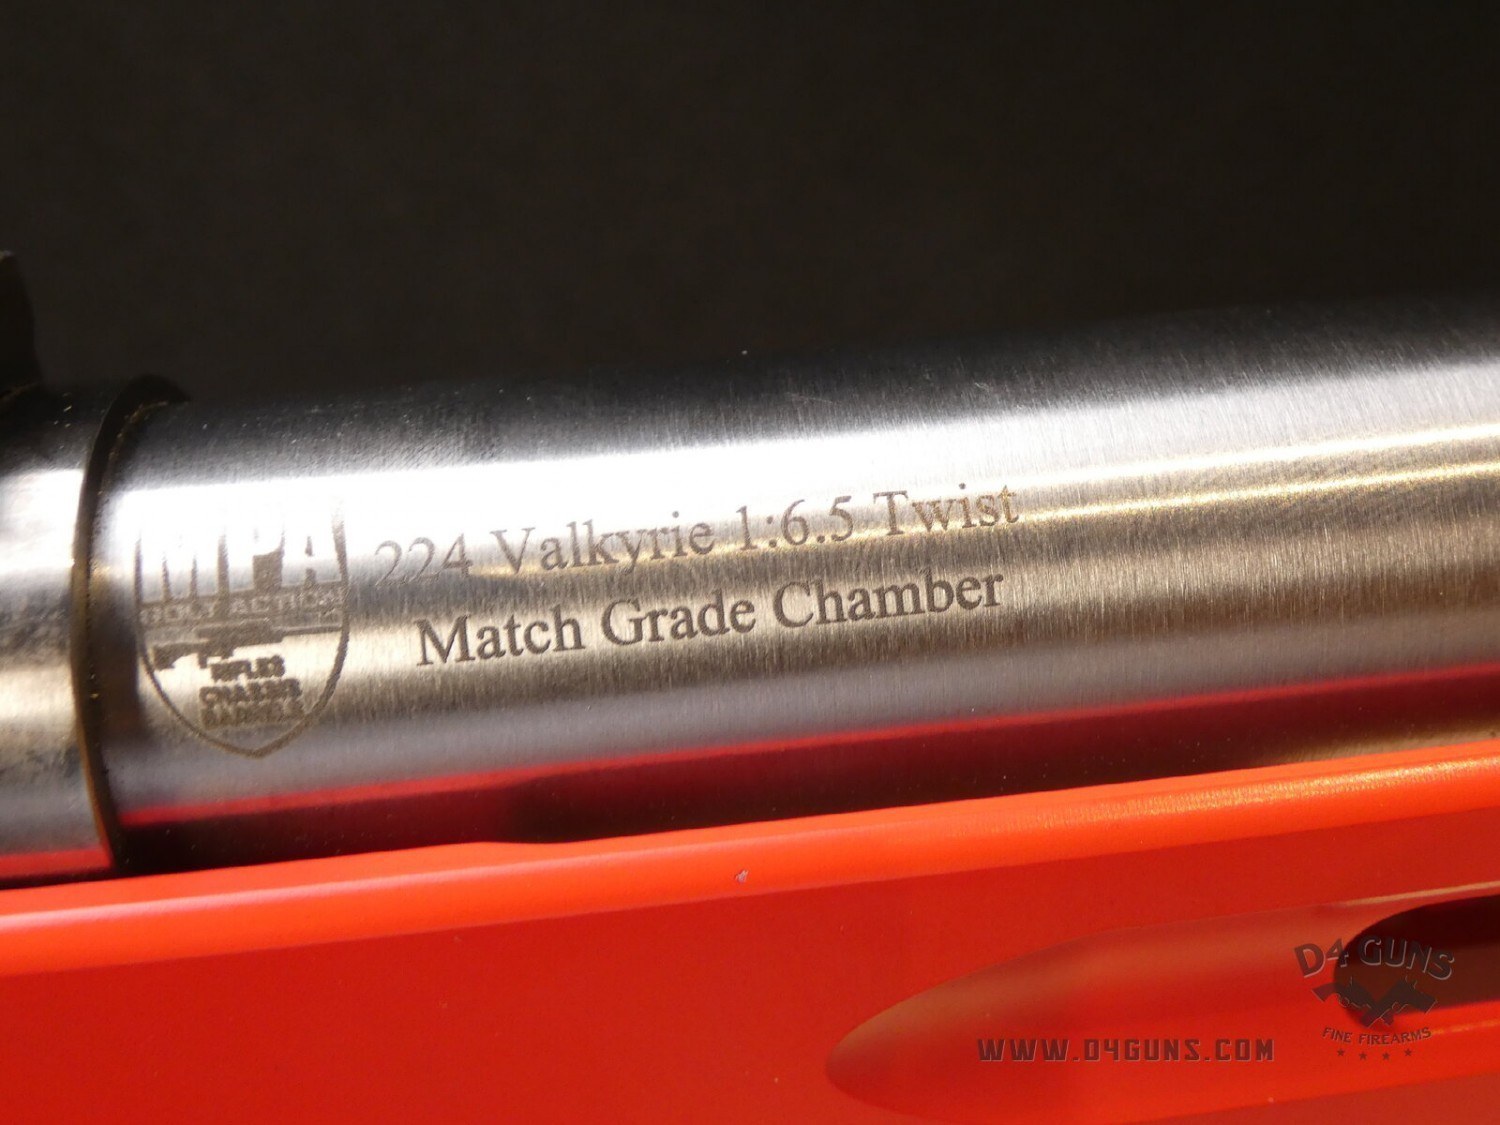 MPA
BOLT ACTION
RIFLES
CHASSIS
BARRELS
224 Valkyrie 1:6.5 Twist
Match Grade Chamber
D4 GUNS
FINE FIREARMS
WWW.D4GUNS.COM